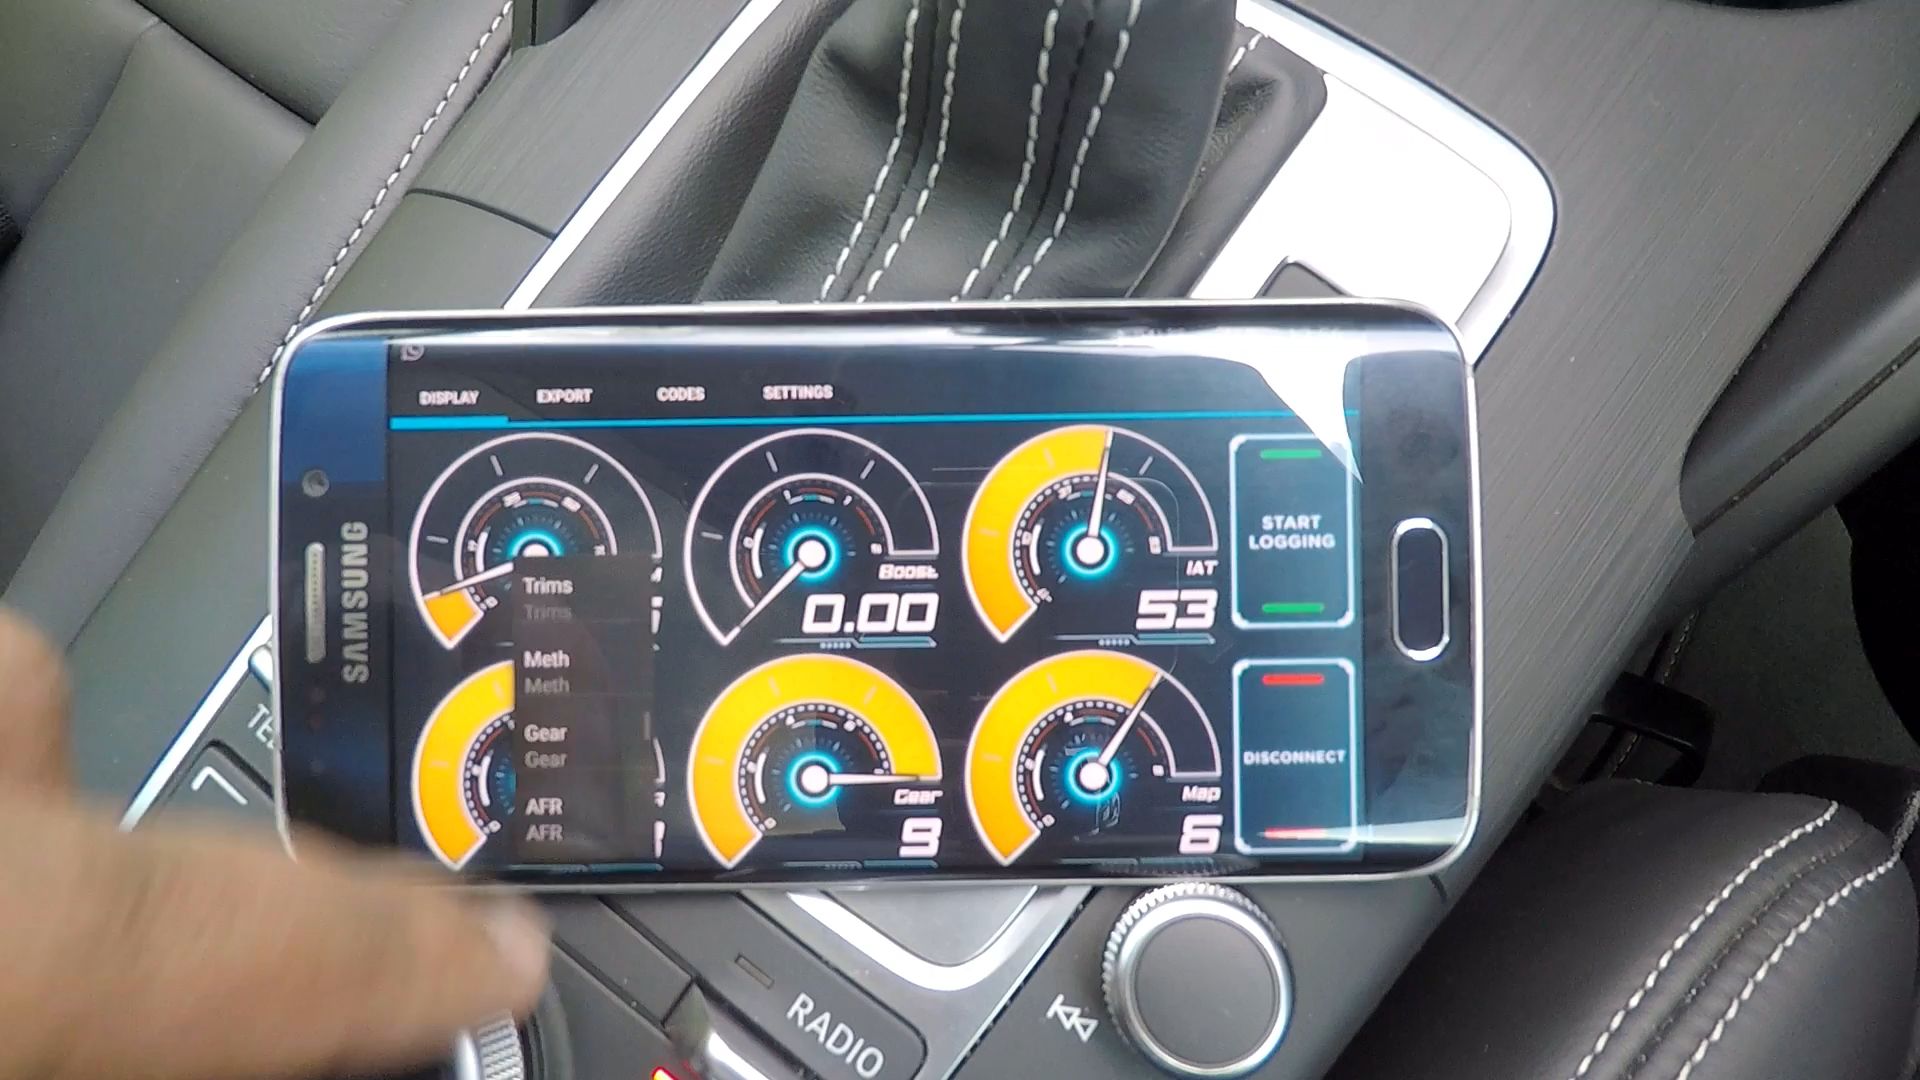 DISPLAY EXPORT CODES SETTINGS
SAMSUNG
Trims
Trims
Meth
Meth
Gear
Gear
AFR
AFR
Boost
0.00
IAT
53
Gear
9
Map
6
START
LOGGING
DISCONNECT
RADIO